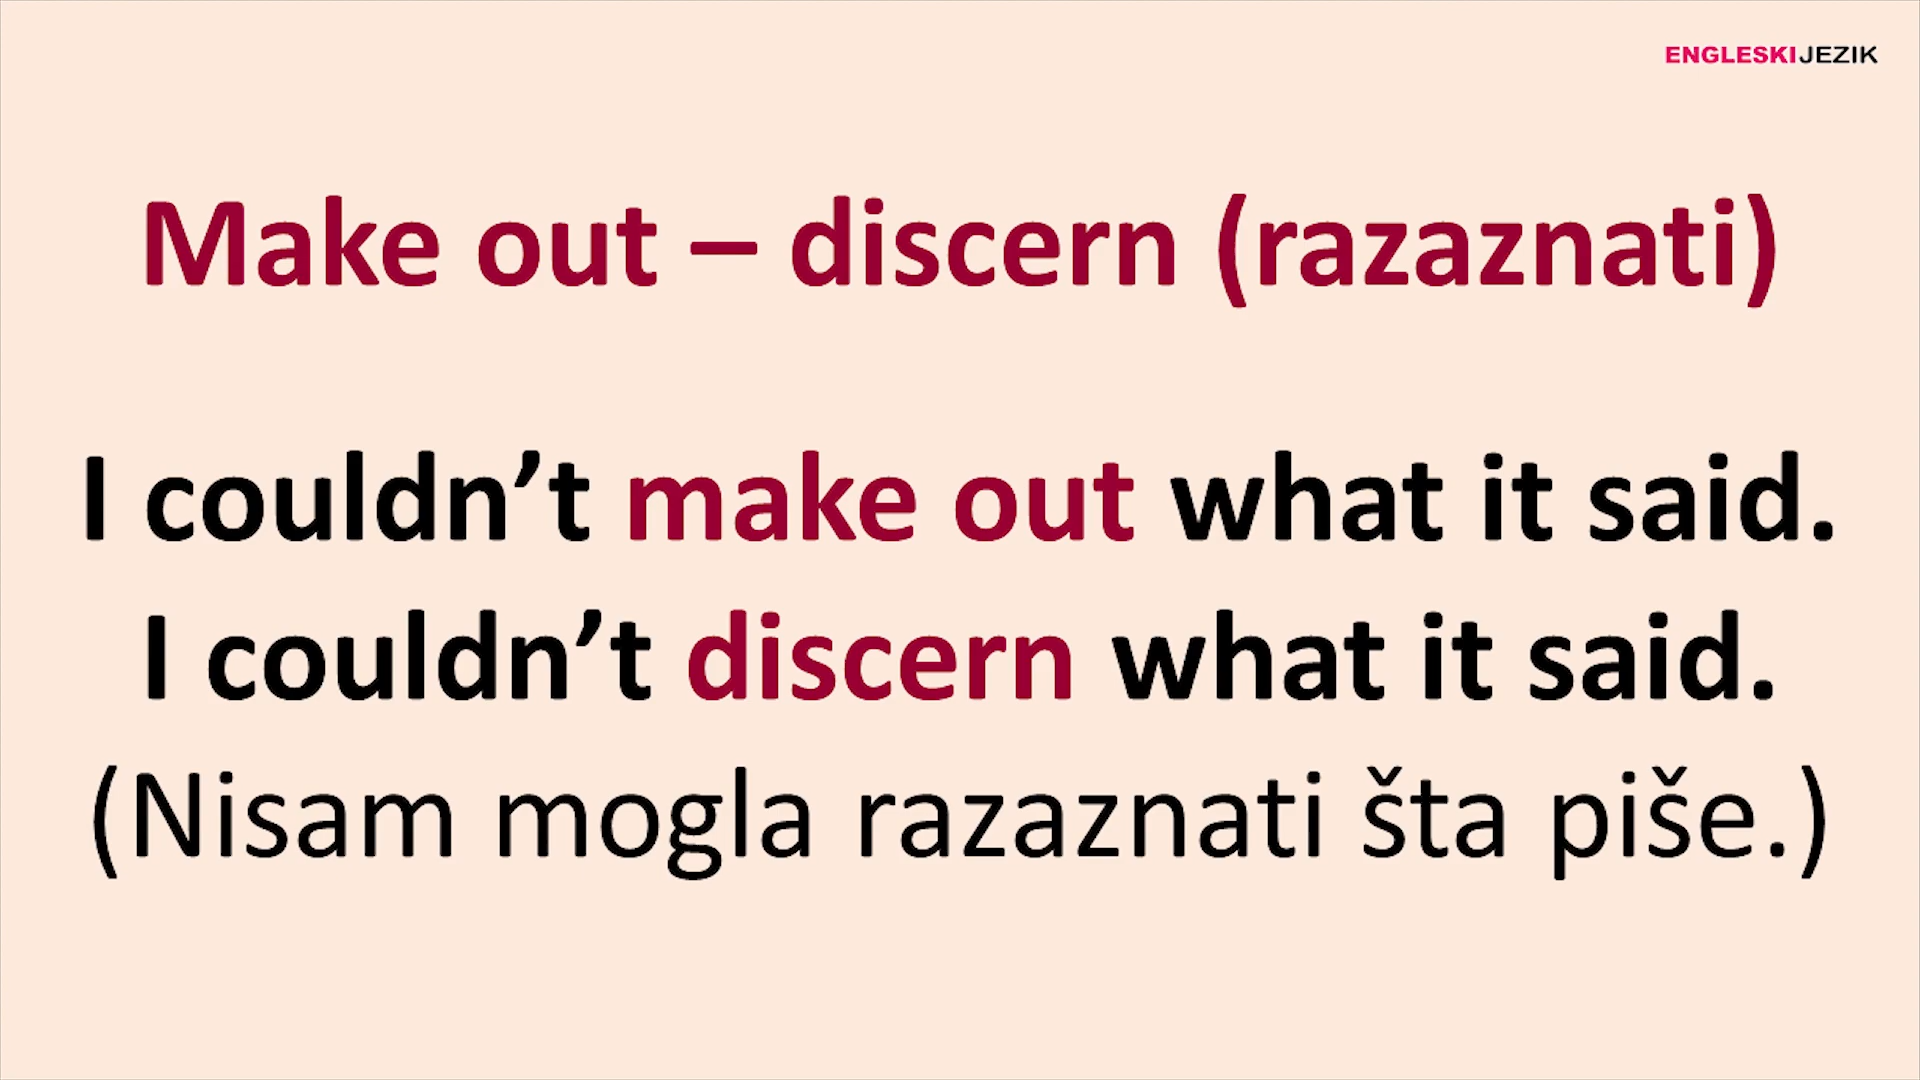 ENGLESKIJEZIK
Make out – discern (razaznati)
I couldn’t make out what it said.
I couldn’t discern what it said.
(Nisam mogla razaznati šta piše.)